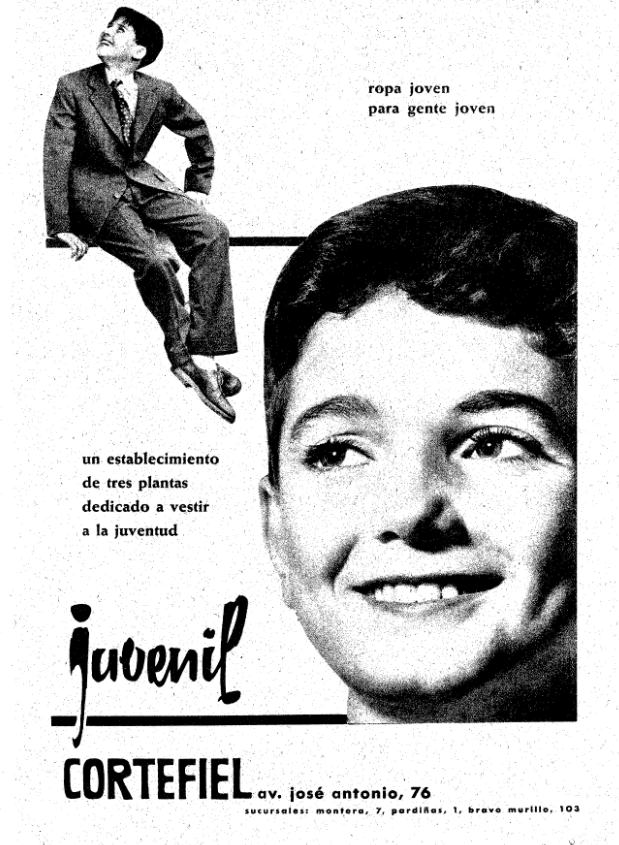 ropa joven
para gente joven
un establecimiento
de tres plantas
dedicado a vestir
a la juventud
juvenil
CORTEFIEL av. josé antonio, 76
sucursales: montera, 7, pardiñas, 1, bravo murillo, 103